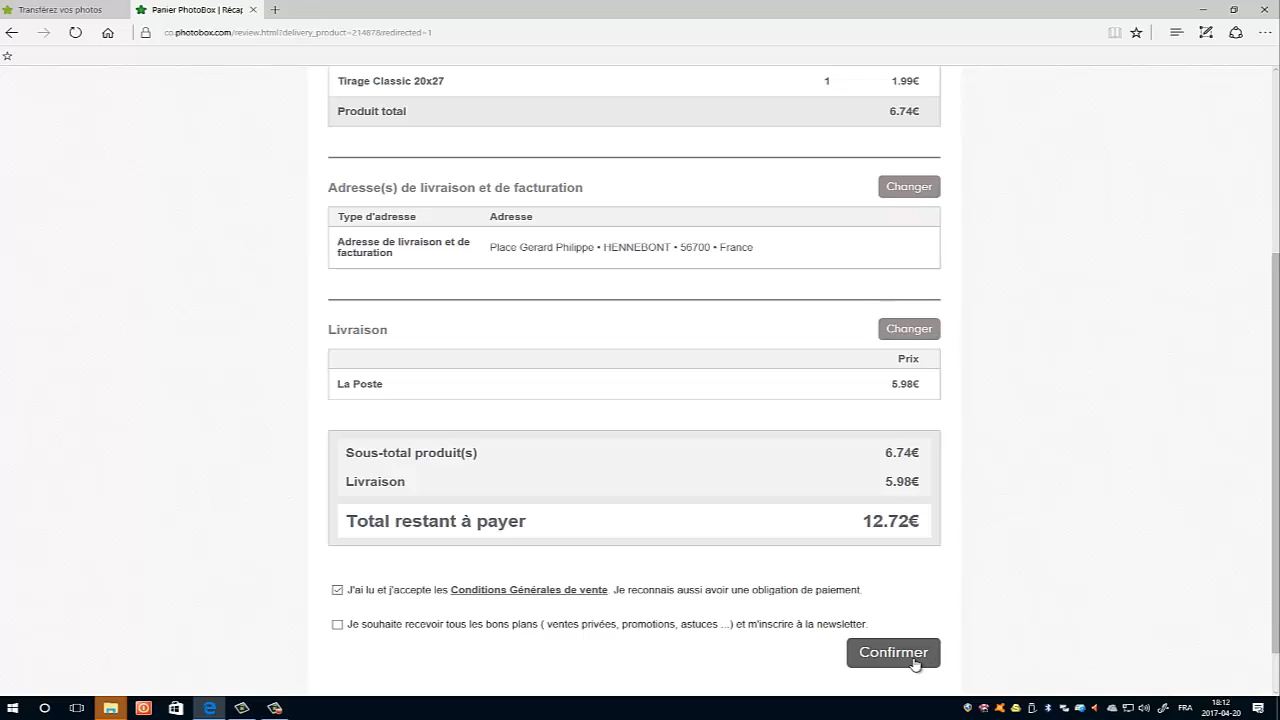 Transférez vos photos
Panier PhotoBox | Récap
co.photobox.com/review.html?delivery_product=21487&redirected=1
Tirage Classic 20x27 1 1.99€
Produit total 6.74€
Adresse(s) de livraison et de facturation Changer
Type d'adresse Adresse
Adresse de livraison et de facturation Place Gerard Philippe • HENNEBONT • 56700 • France
Livraison Changer
Prix
La Poste 5.98€
Sous-total produit(s) 6.74€
Livraison 5.98€
Total restant à payer 12.72€
J'ai lu et j'accepte les Conditions Générales de vente. Je reconnais aussi avoir une obligation de paiement.
Je souhaite recevoir tous les bons plans ( ventes privées, promotions, astuces ...) et m'inscrire à la newsletter.
Confirmer
FRA
18:12
2017-04-20